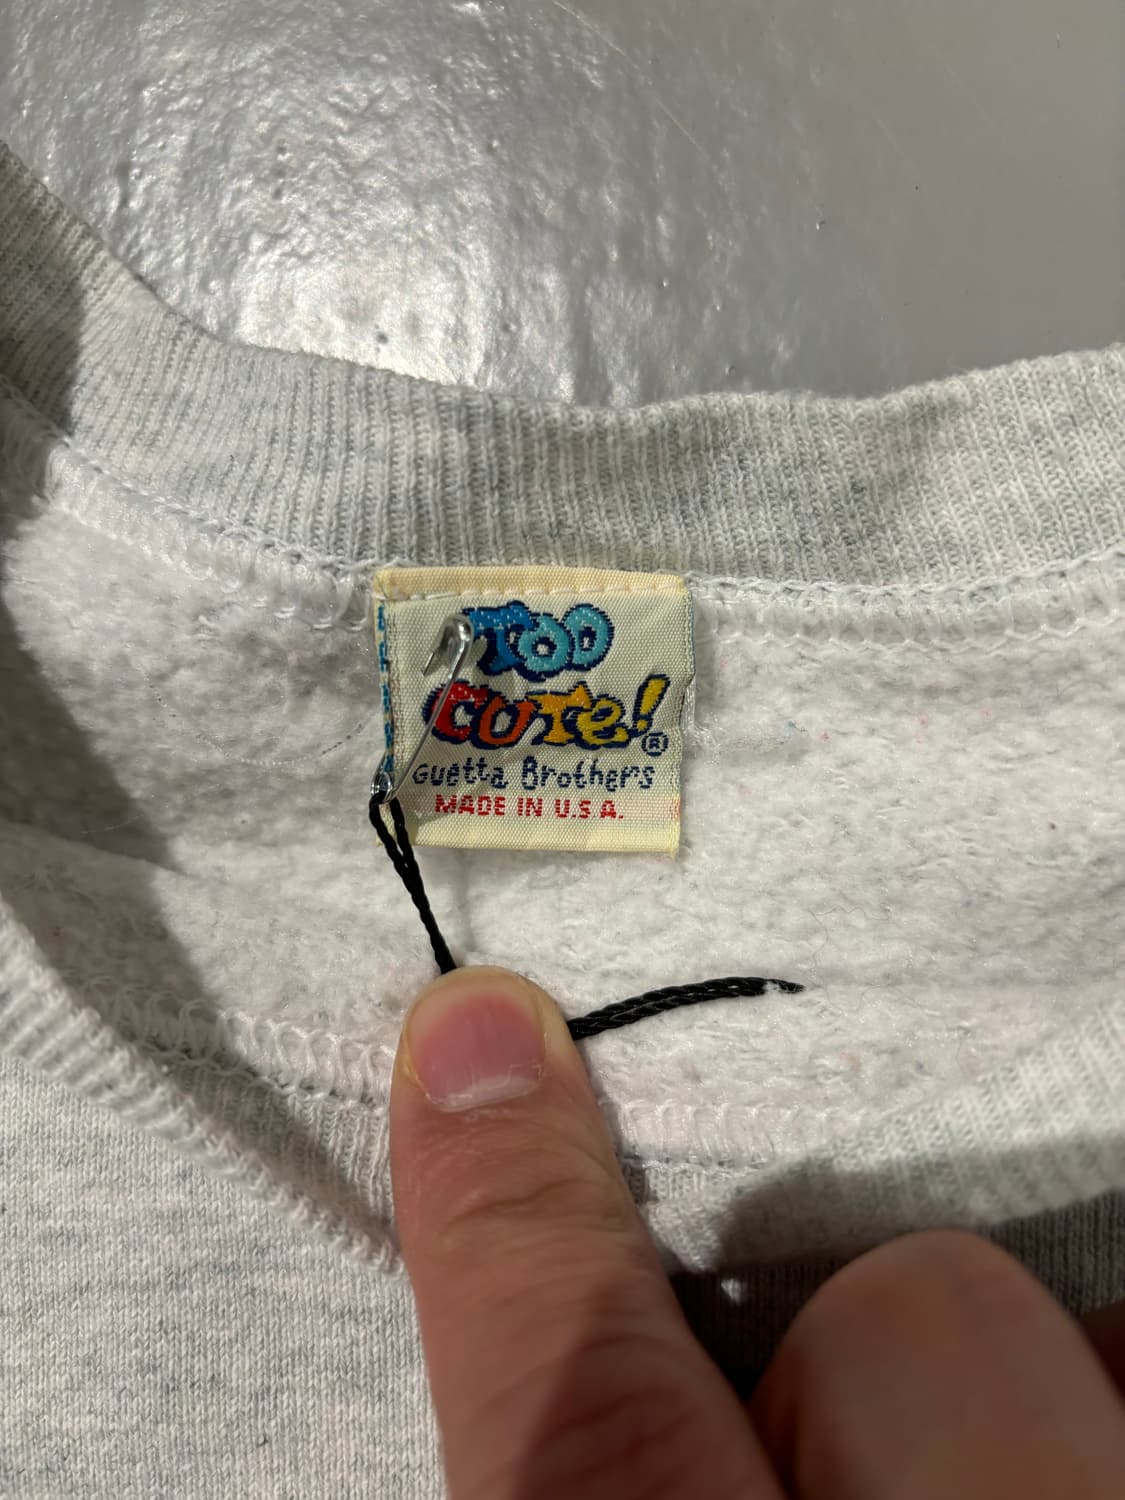 TOO
CUTe!®
Guetta Brothers
MADE IN U.S.A.